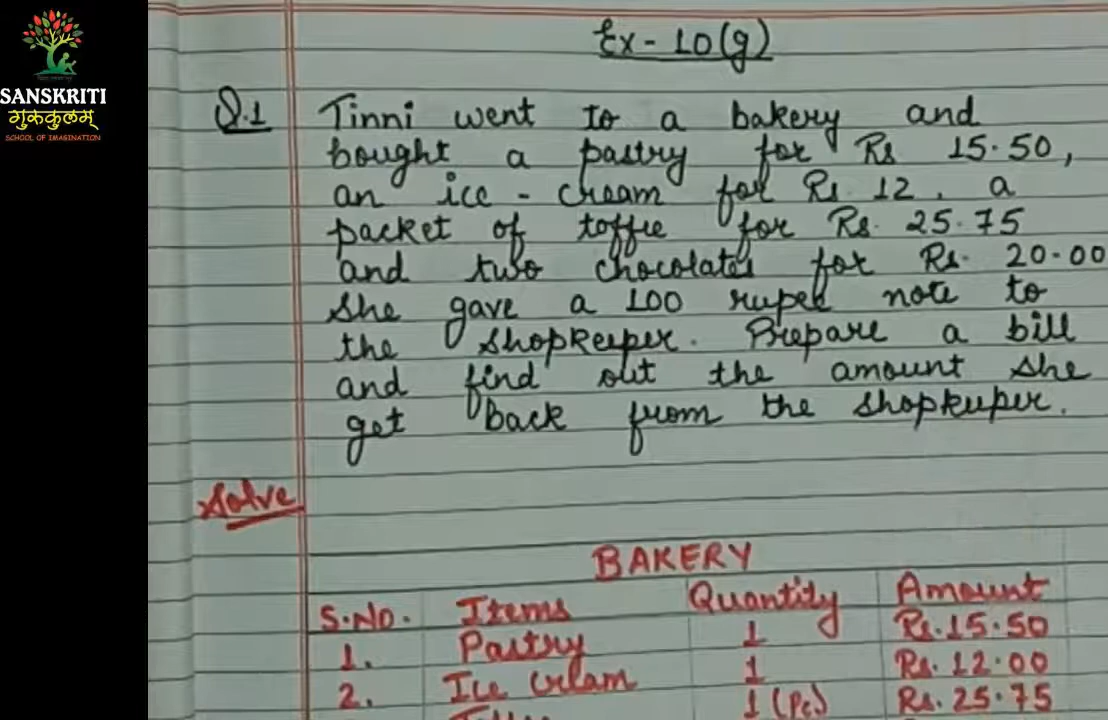 SANSKRITI
गुरुकुलम्
SCHOOL OF IMAGINATION
Ex - 10(g)
Q.1 Tinni went to a bakery and
bought a pastry for Rs 15.50,
an ice - cream for Rs. 12, a
packet of toffee for Rs. 25.75
and two chocolates for Rs. 20.00
She gave a 100 rupee note to
the shopkeeper. Prepare a bill
and find out the amount she
get back from the shopkeeper.
Solve
BAKERY
S.No. Items Quantity Amount
1. Pastry 1 Rs. 15.50
2. Ice Cream 1 Rs. 12.00
1 (Pc) Rs. 25.75